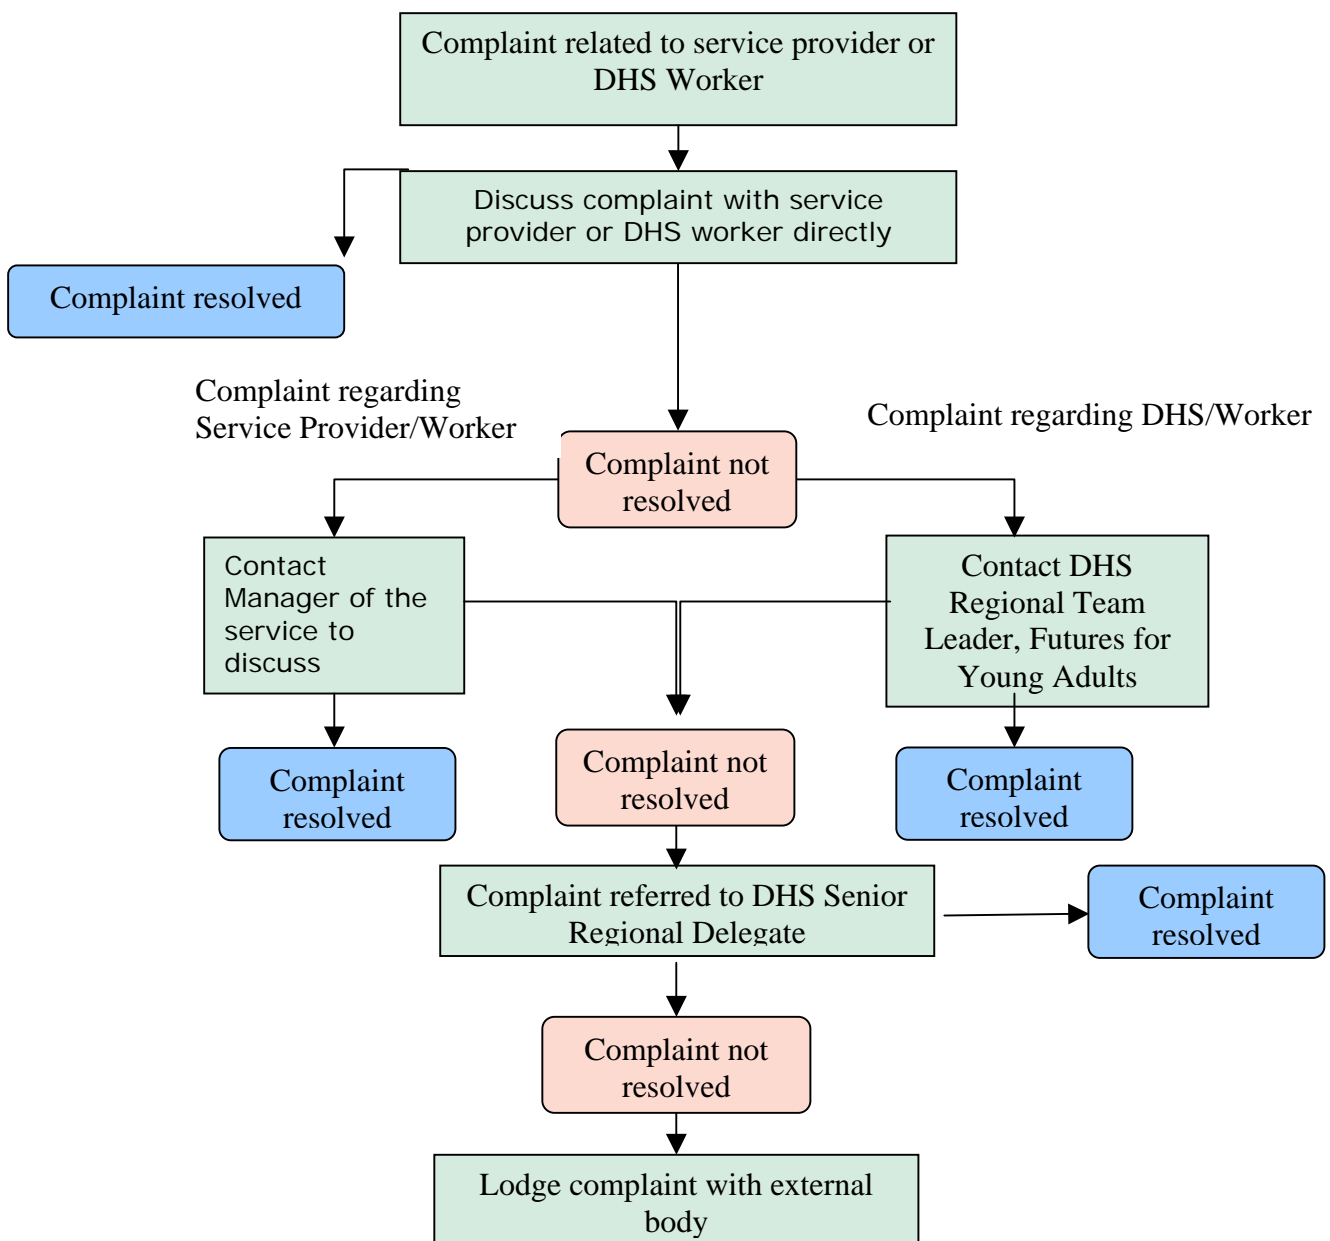 Complaint related to service provider or
DHS Worker
Discuss complaint with service
provider or DHS worker directly
Complaint resolved
Complaint regarding
Service Provider/Worker
Complaint regarding DHS/Worker
Complaint not
resolved
Contact
Manager of the
service to
discuss
Contact DHS
Regional Team
Leader, Futures for
Young Adults
Complaint
resolved
Complaint not
resolved
Complaint
resolved
Complaint referred to DHS Senior
Regional Delegate
Complaint
resolved
Complaint not
resolved
Lodge complaint with external
body